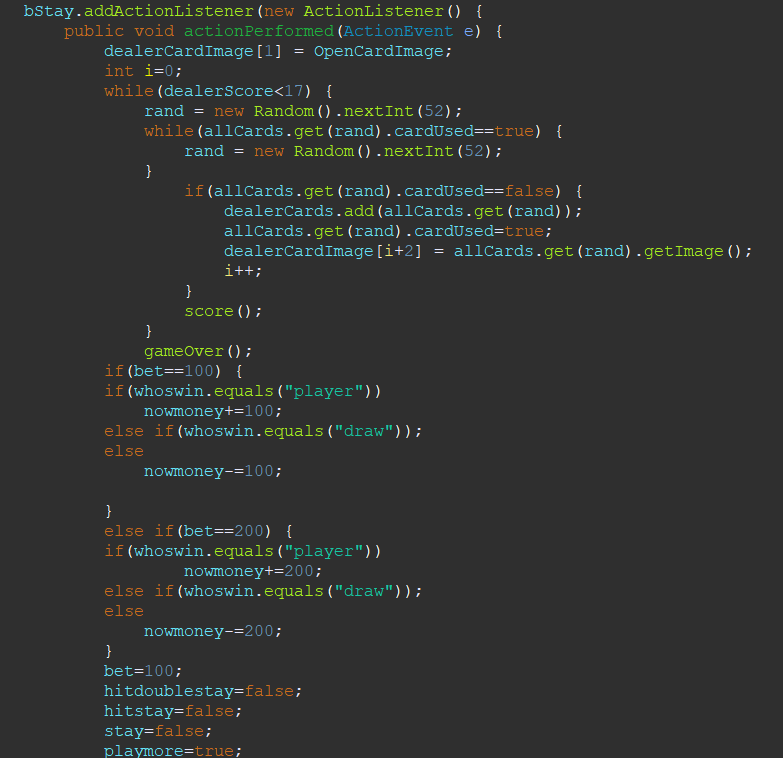 bStay.addActionListener(new ActionListener() {
public void actionPerformed(ActionEvent e) {
dealerCardImage[1] = OpenCardImage;
int i=0;
while(dealerScore<17) {
rand = new Random().nextInt(52);
while(allCards.get(rand).cardUsed==true) {
rand = new Random().nextInt(52);
}
if(allCards.get(rand).cardUsed==false) {
dealerCards.add(allCards.get(rand));
allCards.get(rand).cardUsed=true;
dealerCardImage[i+2] = allCards.get(rand).getImage();
i++;
}
score();
}
gameOver();
if(bet==100) {
if(whoswin.equals("player"))
nowmoney+=100;
else if(whoswin.equals("draw"));
else
nowmoney-=100;
}
else if(bet==200) {
if(whoswin.equals("player"))
nowmoney+=200;
else if(whoswin.equals("draw"));
else
nowmoney-=200;
}
bet=100;
hitdoublestay=false;
hitstay=false;
stay=false;
playmore=true;